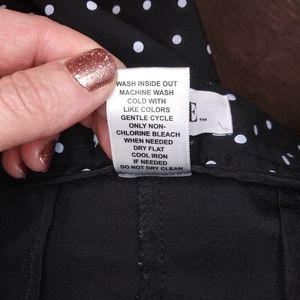 WASH INSIDE OUT
MACHINE WASH
COLD WITH
LIKE COLORS
GENTLE CYCLE
ONLY NON-
CHLORINE BLEACH
WHEN NEEDED
DRY FLAT
COOL IRON
IF NEEDED
DO NOT DRY CLEAN
E™